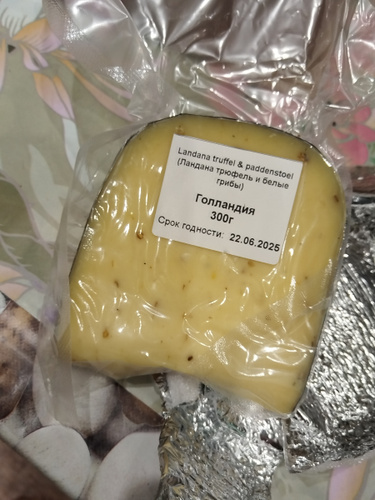 Landana truffel & paddenstoel
(Ландана трюфель и белые
грибы)
Голландия
300г
Срок годности: 22.06.2025